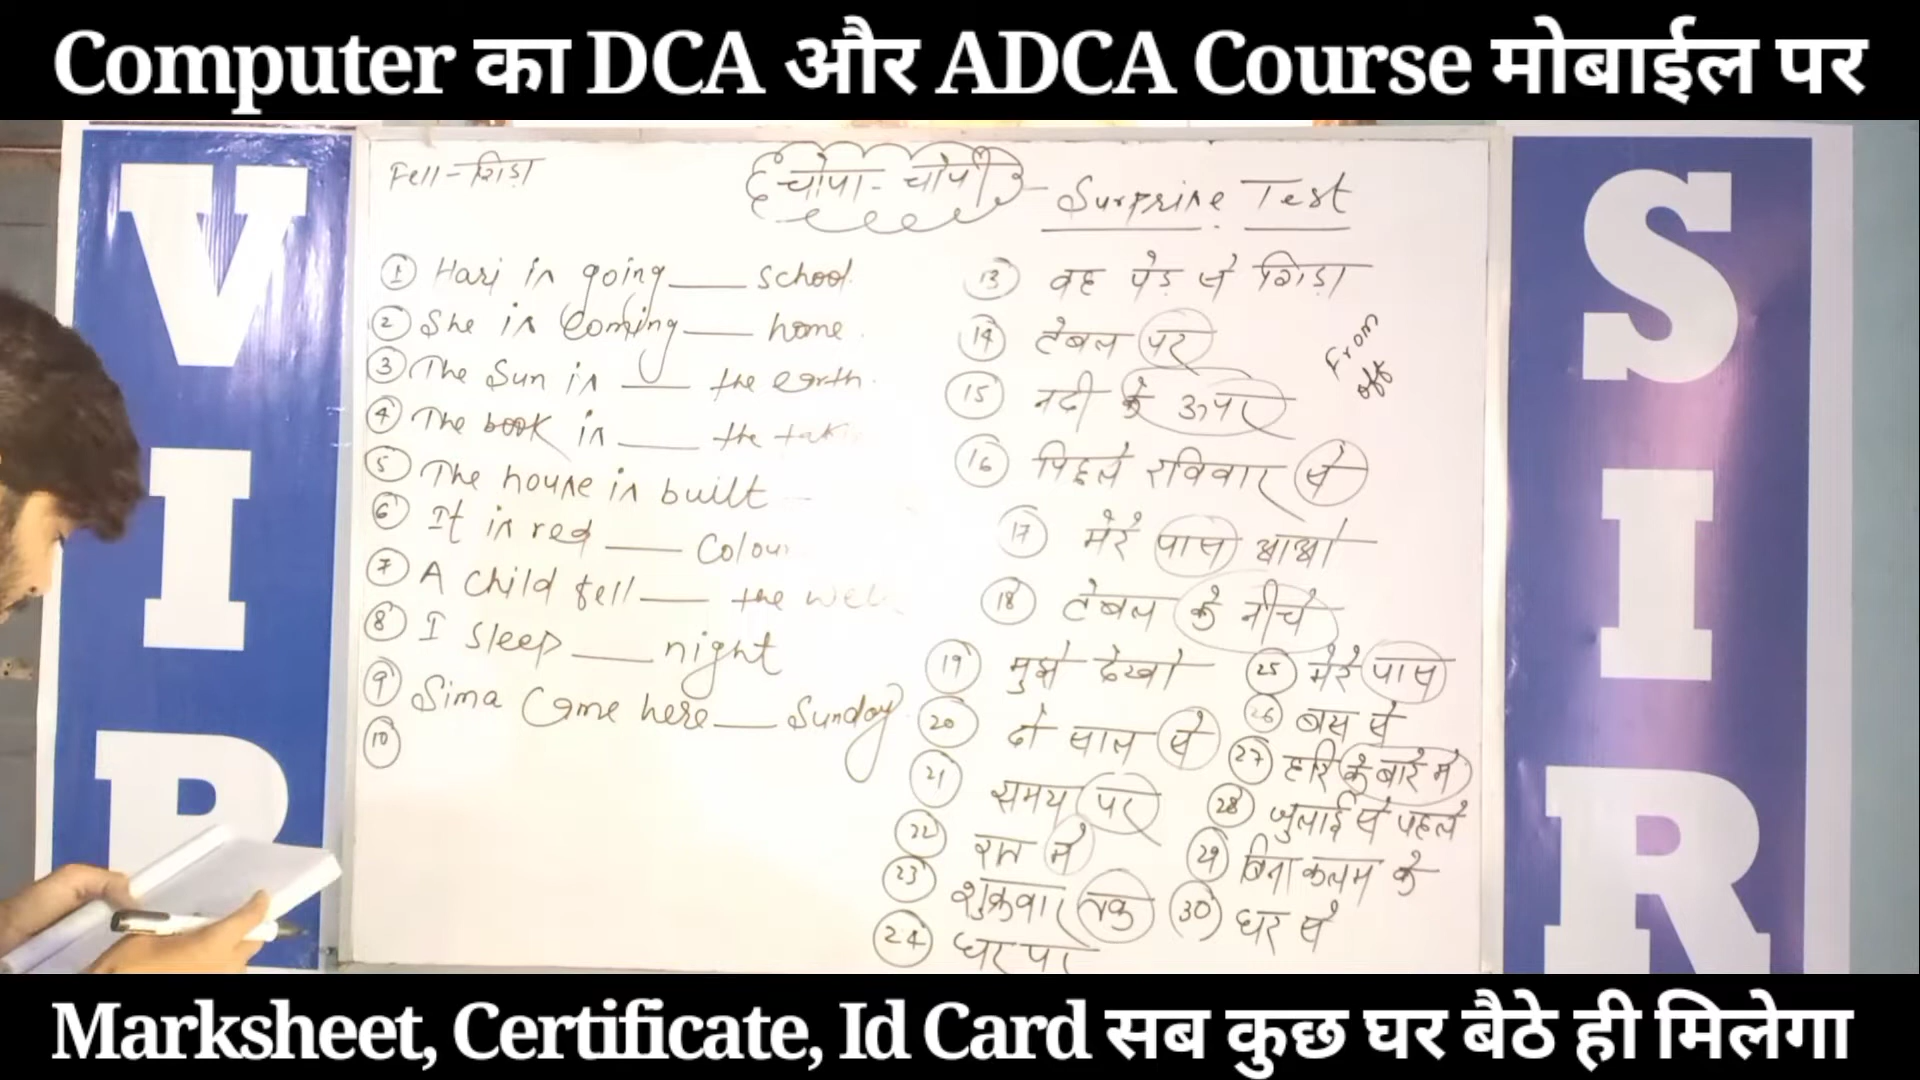 Computer का DCA और ADCA Course मोबाईल पर
VIR
SIR
Fell - गिड़ा
चोपा - चोपी - Surprise Test
① Hari is going ___ school.
② She is Coming ___ home.
③ The Sun is ___ the earth.
④ The book is ___ the
⑤ The house is built
⑥ It is red ___ Colour
⑦ A child fell ___ the well
⑧ I sleep ___ night
⑨ Sima Came here ___ Sunday
⑩
⑬ वह पेड़ से गिड़ा
⑭ टेबल पर
From
off
⑮ नदी के ऊपर
⑯ पिछले रविवार से
⑰ मेरे पास आओ
⑱ टेबल के नीचे
⑲ मुझे देखो
⑳ दो साल से
㉑ समय पर
㉒ रात में
㉓ शुक्रवार तक
㉔ घर पर
㉕ मेरे पास
㉖ बस से
㉗ हरि के बारे में
㉘ जुलाई से पहले
㉙ बिना कलम के
㉚ घर से
Marksheet, Certificate, Id Card सब कुछ घर बैठे ही मिलेगा